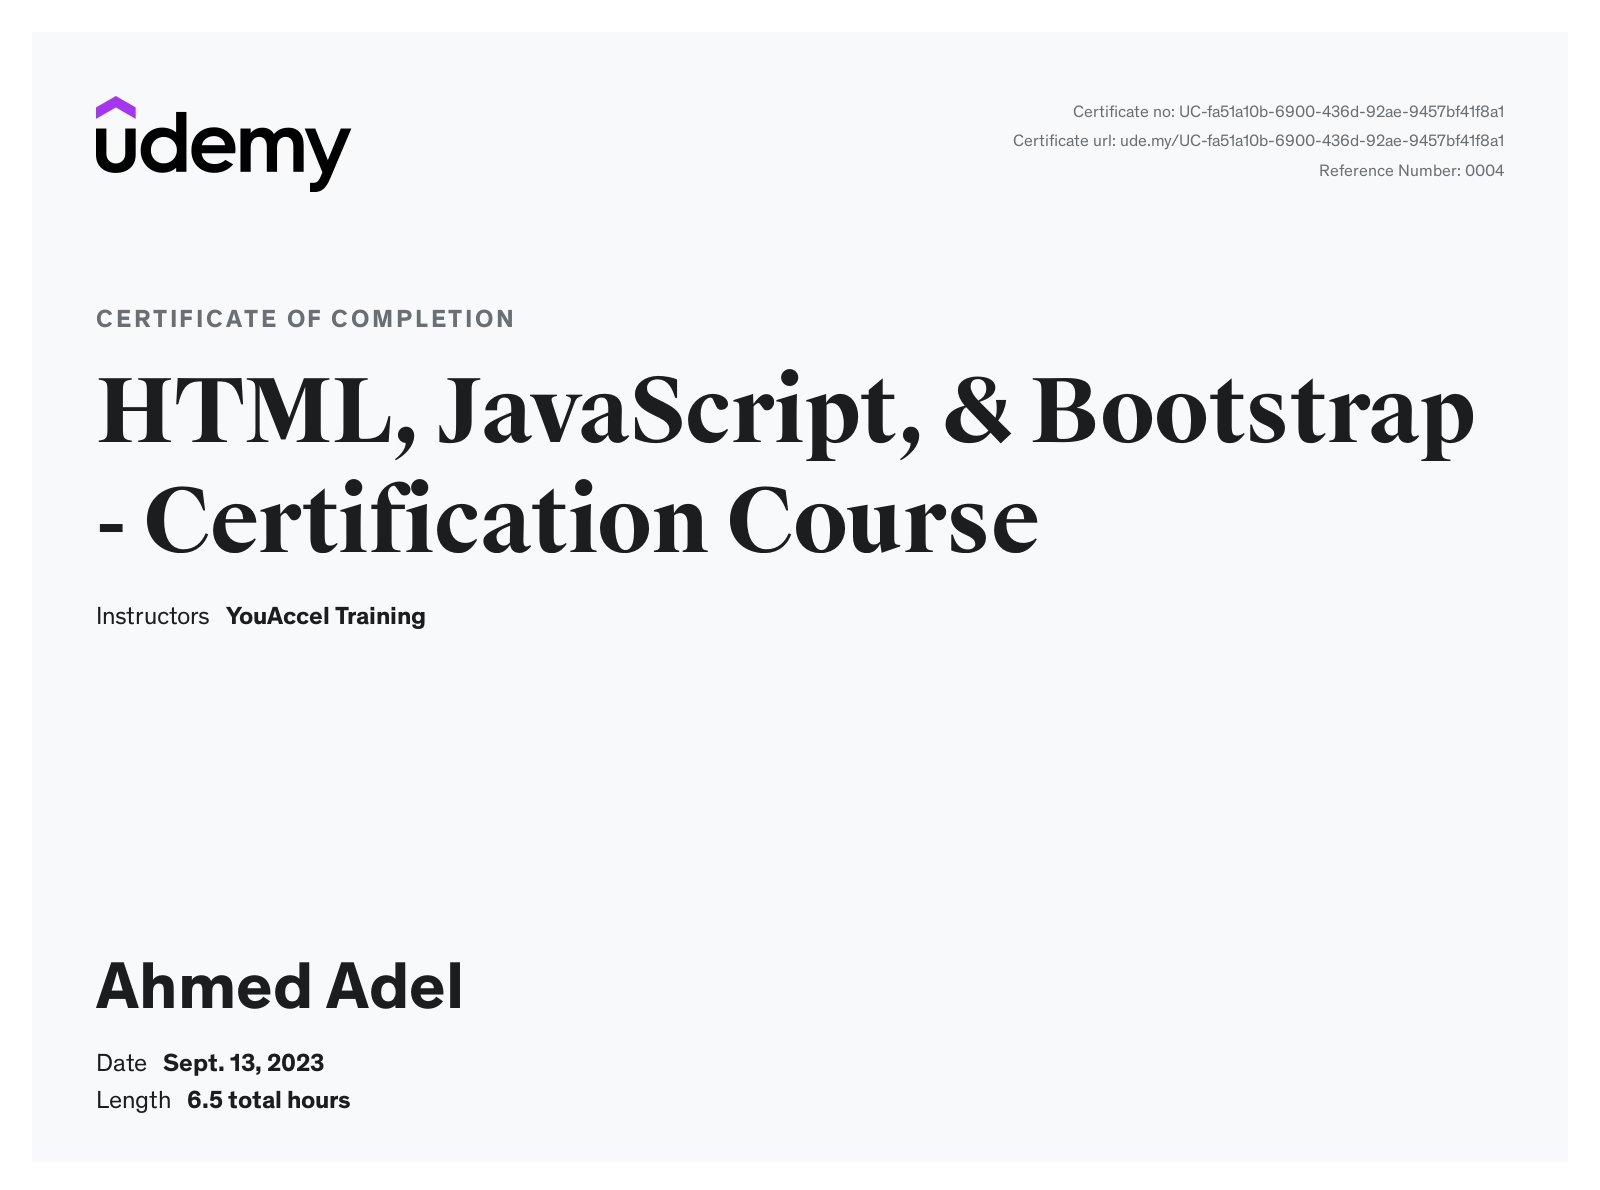 udemy
Certificate no: UC-fa51a10b-6900-436d-92ae-9457bf41f8a1
Certificate url: ude.my/UC-fa51a10b-6900-436d-92ae-9457bf41f8a1
Reference Number: 0004
CERTIFICATE OF COMPLETION
HTML, JavaScript, & Bootstrap
- Certification Course
Instructors YouAccel Training
Ahmed Adel
Date Sept. 13, 2023
Length 6.5 total hours